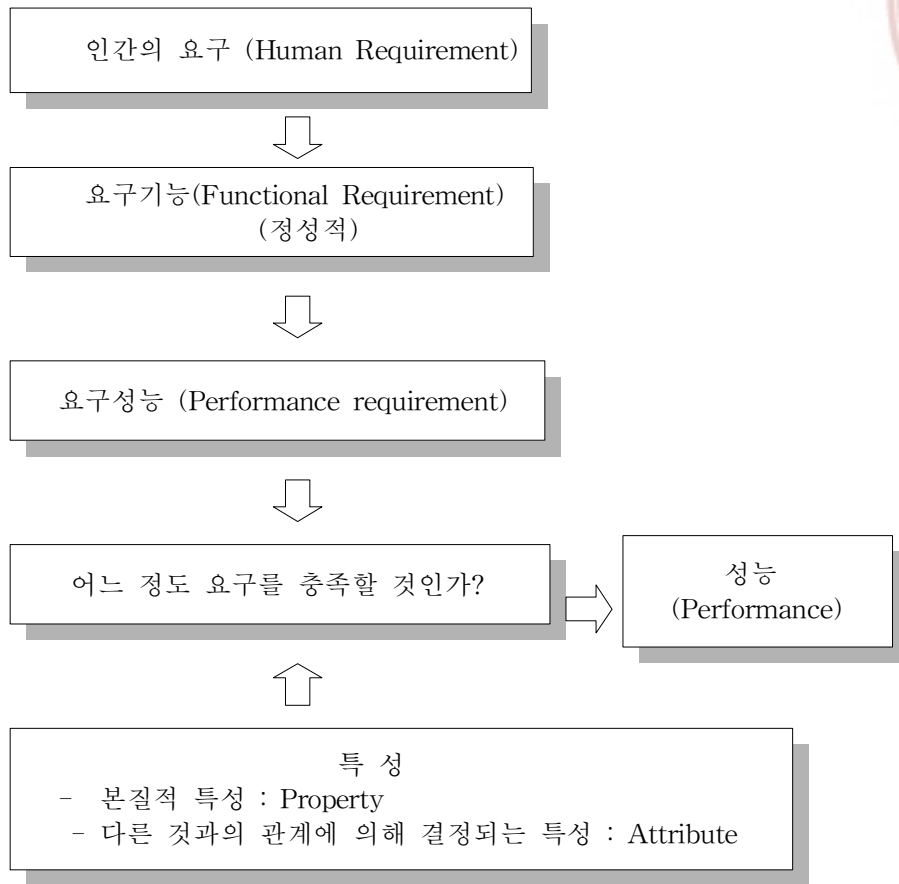 인간의 요구 (Human Requirement)
요구기능(Functional Requirement)
(정성적)
요구성능 (Performance requirement)
어느 정도 요구를 충족할 것인가?
성능
(Performance)
특 성
- 본질적 특성 : Property
- 다른 것과의 관계에 의해 결정되는 특성 : Attribute